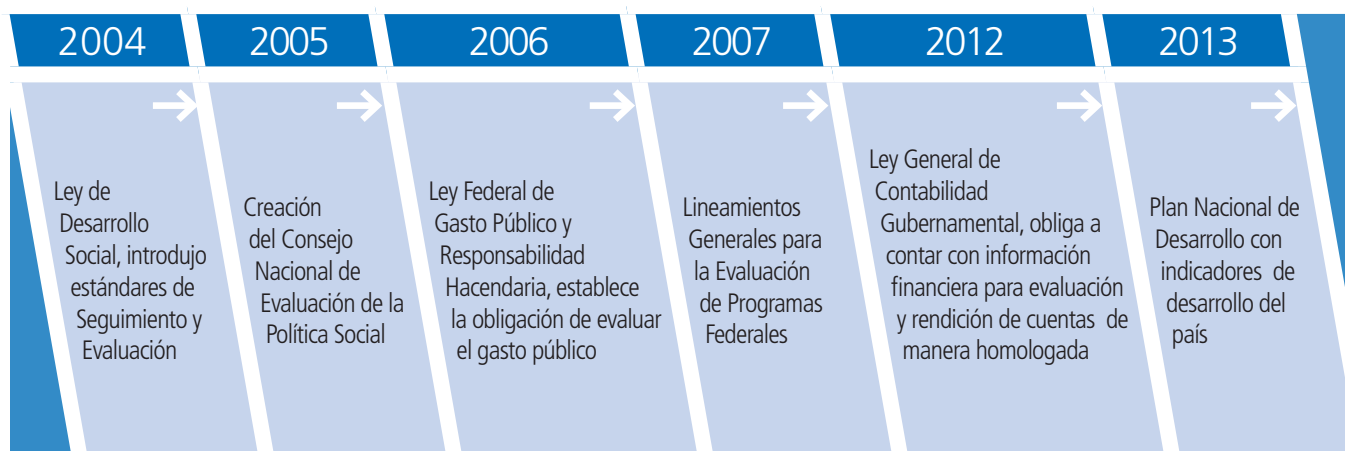 2004
2005
2006
2007
2012
2013
Ley de
Desarrollo
Social, introdujo
estándares de
Seguimiento y
Evaluación
Creación
del Consejo
Nacional de
Evaluación de la
Política Social
Ley Federal de
Gasto Público y
Responsabilidad
Hacendaria, establece
la obligación de evaluar
el gasto público
Lineamientos
Generales para
la Evaluación
de Programas
Federales
Ley General de
Contabilidad
Gubernamental, obliga a
contar con información
financiera para evaluación
y rendición de cuentas de
manera homologada
Plan Nacional de
Desarrollo con
indicadores de
desarrollo del
país